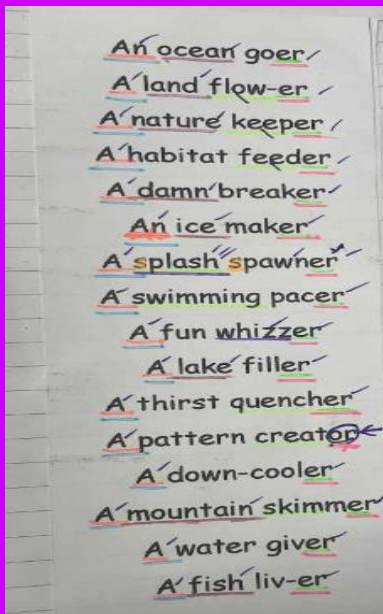 An ocean goer
A land flow-er
A nature keeper
A habitat feeder
A damn breaker
An ice maker
A splash spawner
A swimming pacer
A fun whizzer
A lake filler
A thirst quencher
A pattern creator
A down-cooler
A mountain skimmer
A water giver
A fish liv-er